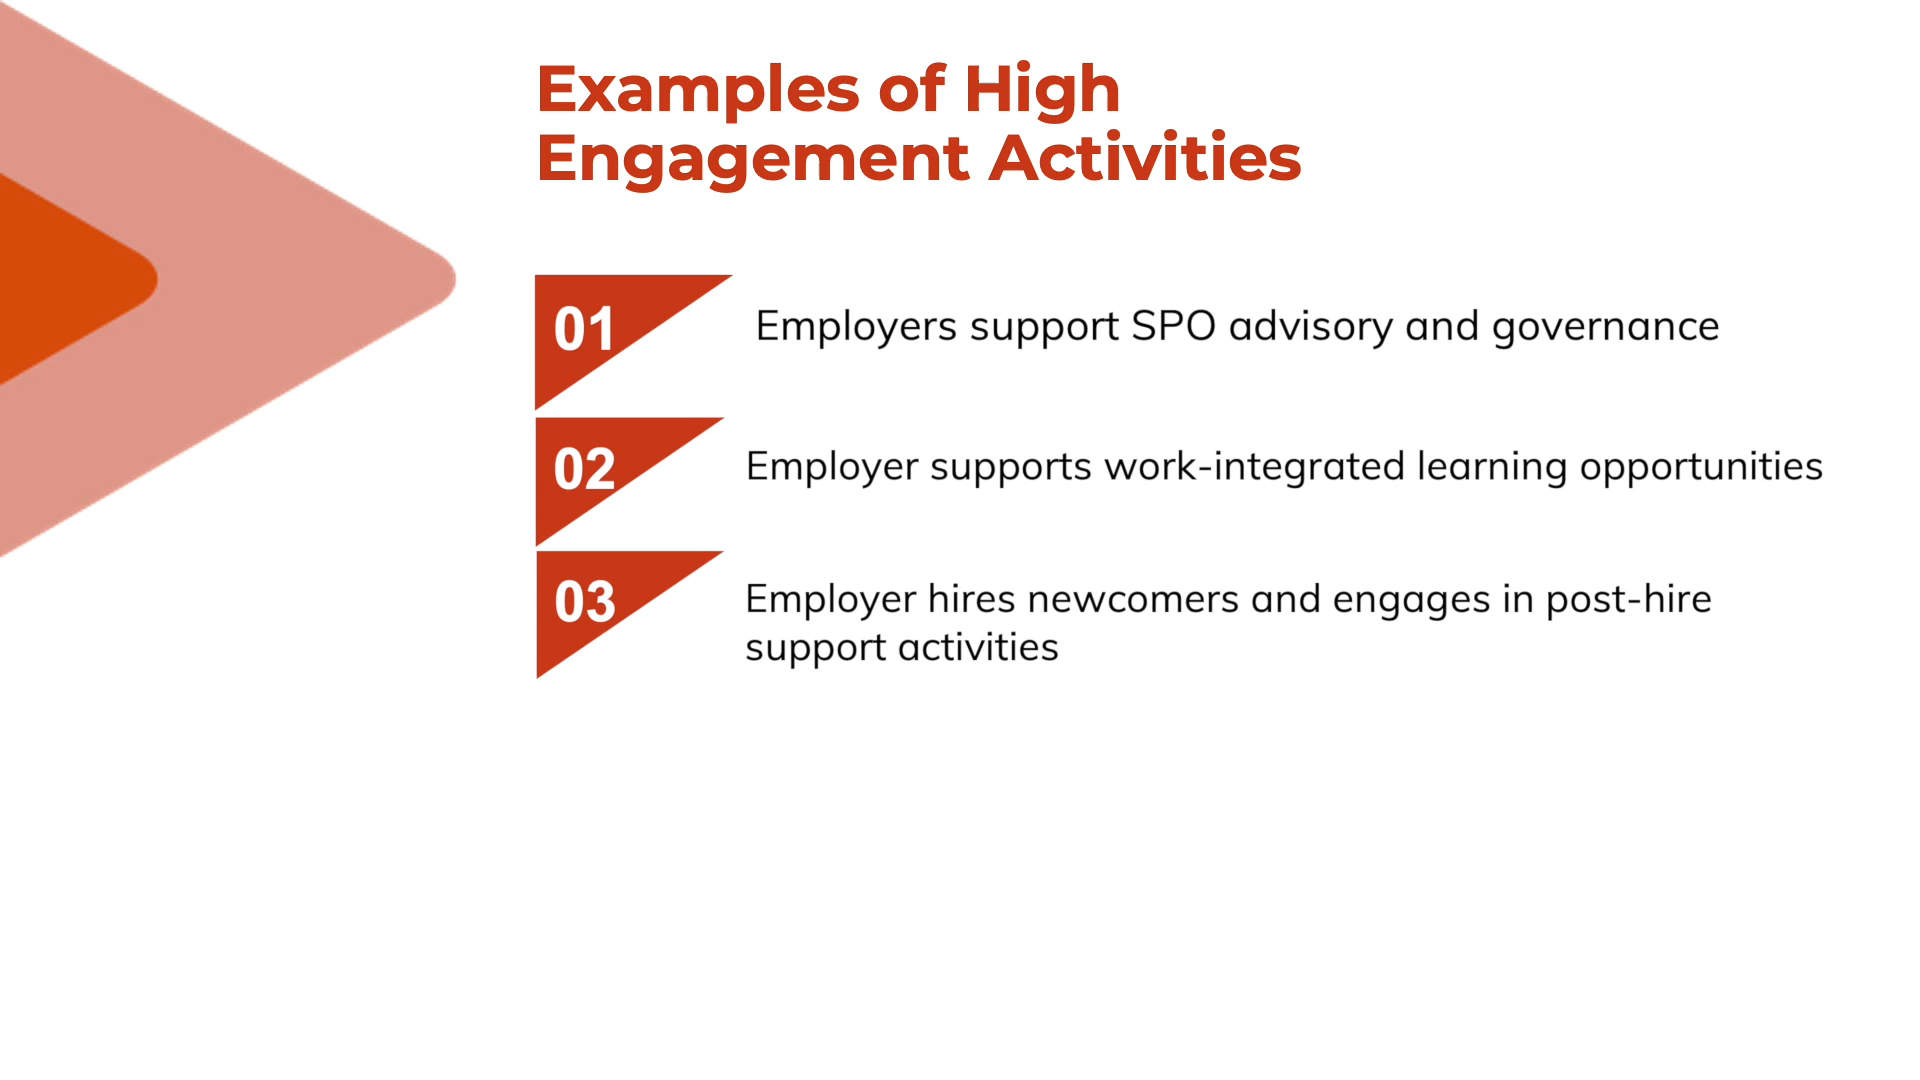 Examples of High
Engagement Activities
01
Employers support SPO advisory and governance
02
Employer supports work-integrated learning opportunities
03
Employer hires newcomers and engages in post-hire
support activities